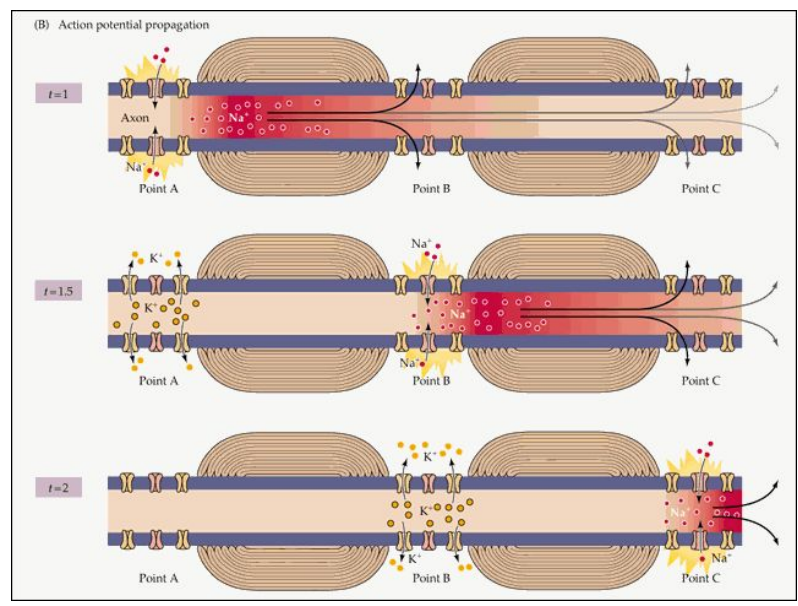 (B) Action potential propagation
t=1
Axon
Na⁺
Na⁺
Point A
Point B
Point C
K⁺
Na⁺
t=1.5
K⁺
Na⁺
Na⁺
Point A
Point B
Point C
K⁺
t=2
K⁺
Na⁺
K⁺
Na⁺
Point A
Point B
Point C